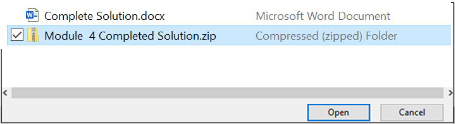 Complete Solution.docx Microsoft Word Document
Module 4 Completed Solution.zip Compressed (zipped) Folder
Open Cancel